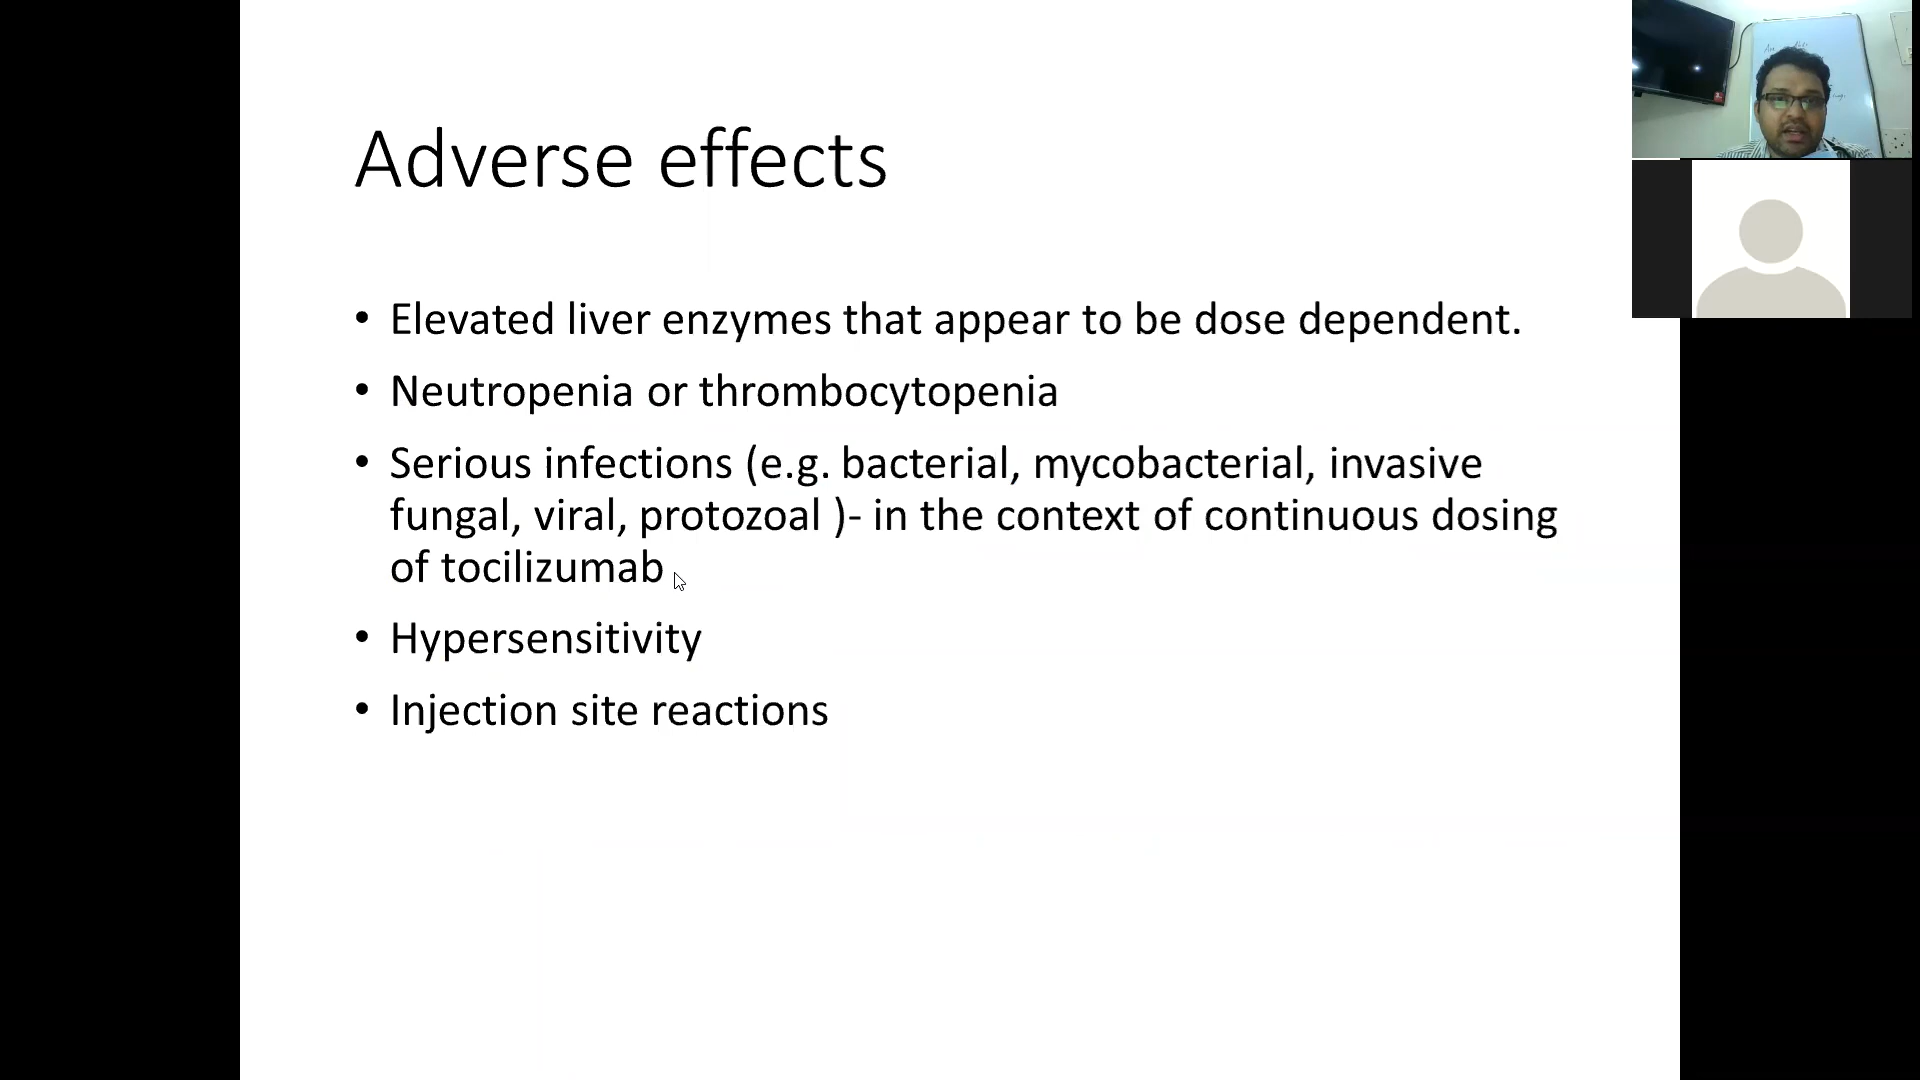 Adverse effects
• Elevated liver enzymes that appear to be dose dependent.
• Neutropenia or thrombocytopenia
• Serious infections (e.g. bacterial, mycobacterial, invasive
fungal, viral, protozoal )- in the context of continuous dosing
of tocilizumab
• Hypersensitivity
• Injection site reactions